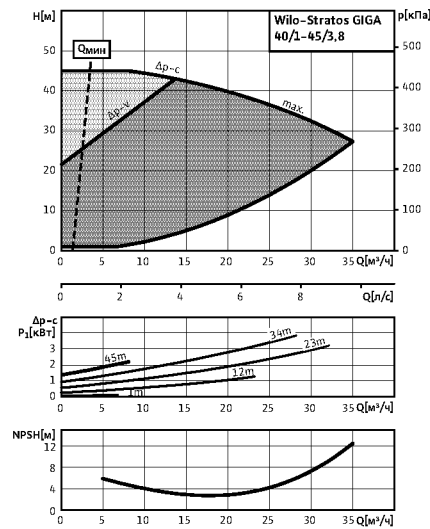 H[м]
p[кПа]
Wilo-Stratos GIGA
40/1-45/3,8
Qмин
Δp-c
Δp-v
max.
50
40
30
20
10
0
400
300
200
100
0
0 5 10 15 20 25 30 35 Q[м³/ч]
0 2 4 6 8 Q[л/с]
Δp-c
P₁[кВт]
3
2
1
0
45m
34m
23m
12m
1m
0 5 10 15 20 25 30 35 Q[м³/ч]
NPSH[м]
12
8
4
0
0 5 10 15 20 25 30 35 Q[м³/ч]